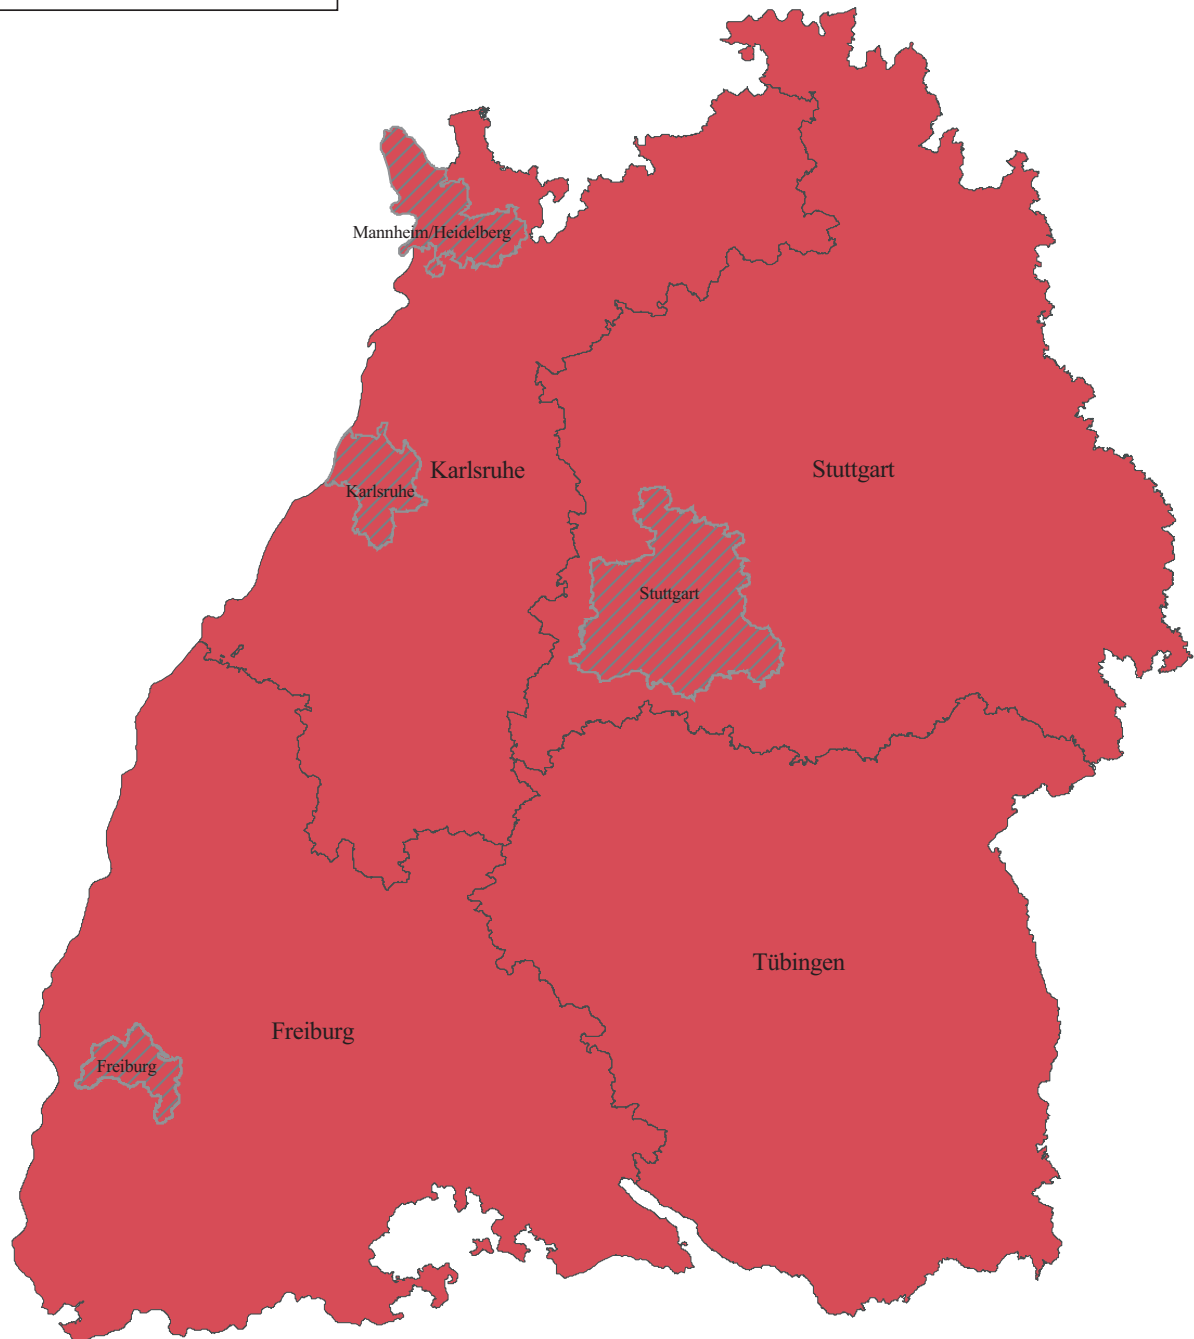 Mannheim/Heidelberg
Karlsruhe
Stuttgart
Karlsruhe
Stuttgart
Tübingen
Freiburg
Freiburg